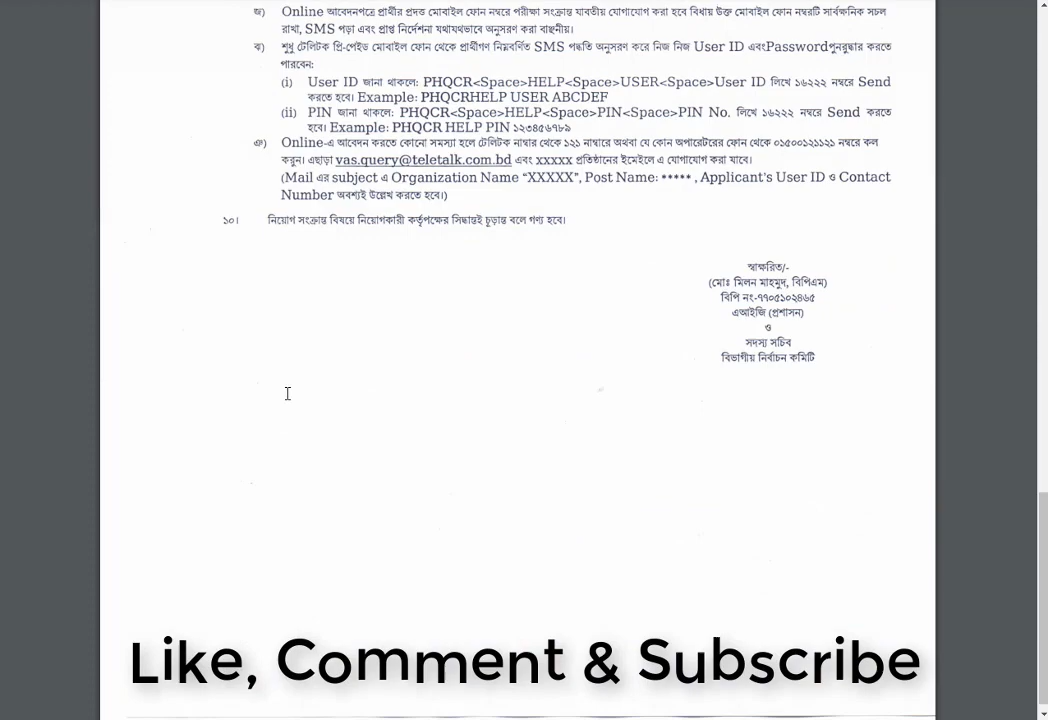 জ) Online আবেদনপত্রে প্রার্থীর প্রদত্ত মোবাইল ফোন নম্বরে পরীক্ষা সংক্রান্ত যাবতীয় যোগাযোগ করা হবে বিধায় উক্ত মোবাইল ফোন নম্বরটি সার্বক্ষনিক সচল
রাখা, SMS পড়া এবং প্রাপ্ত নির্দেশনা যথাযথভাবে অনুসরণ করা বাছনীয়।
ঝ) শুধু টেলিটক প্রি-পেইড মোবাইল ফোন থেকে প্রার্থীগণ নিম্নবর্ণিত SMS পদ্ধতি অনুসরণ করে নিজ নিজ User ID এবংPasswordপুনরুদ্ধার করতে
পারবেন:
(i) User ID জানা থাকলে: PHQCR<Space>HELP<Space>USER<Space>User ID লিখে ১৬২২২ নম্বরে Send
করতে হবে। Example: PHQCRHELP USER ABCDEF
(ii) PIN জানা থাকলে: PHQCR<Space>HELP<Space>PIN<Space>PIN No. লিখে ১৬২২২ নম্বরে Send করতে
হবে। Example: PHQCR HELP PIN ১২৩৪৫৬৭৮৯
ঞ) Online-এ আবেদন করতে কোনো সমস্যা হলে টেলিটক নাম্বার থেকে ১২১ নাম্বারে অথবা যে কোন অপারেটরের ফোন থেকে ০১৫০০১২১১২১ নম্বরে কল
করুন। এছাড়া vas.query@teletalk.com.bd এবং xxxxx প্রতিষ্ঠানের ইমেইলে এ যোগাযোগ করা যাবে।
(Mail এর subject এ Organization Name “XXXXX”, Post Name: ***** , Applicant's User ID ও Contact
Number অবশ্যই উল্লেখ করতে হবে।)
১০। নিয়োগ সংক্রান্ত বিষয়ে নিয়োগকারী কর্তৃপক্ষের সিদ্ধান্তই চূড়ান্ত বলে গণ্য হবে।
স্বাক্ষরিত/-
(মোঃ মিলন মাহমুদ, বিপিএম)
বিপি নং-৭৭০৫১০২৪৬৫
এআইজি (প্রশাসন)
ও
সদস্য সচিব
বিভাগীয় নির্বাচন কমিটি
Like, Comment & Subscribe